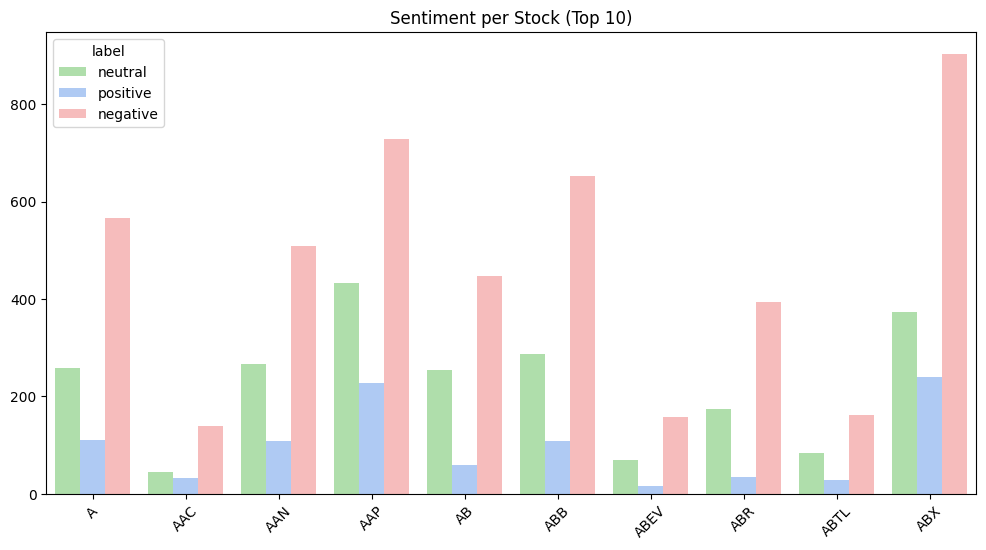 Sentiment per Stock (Top 10)
label
neutral
positive
negative
800
600
400
200
0
A
AAC
AAN
AAP
AB
ABB
ABEV
ABR
ABTL
ABX